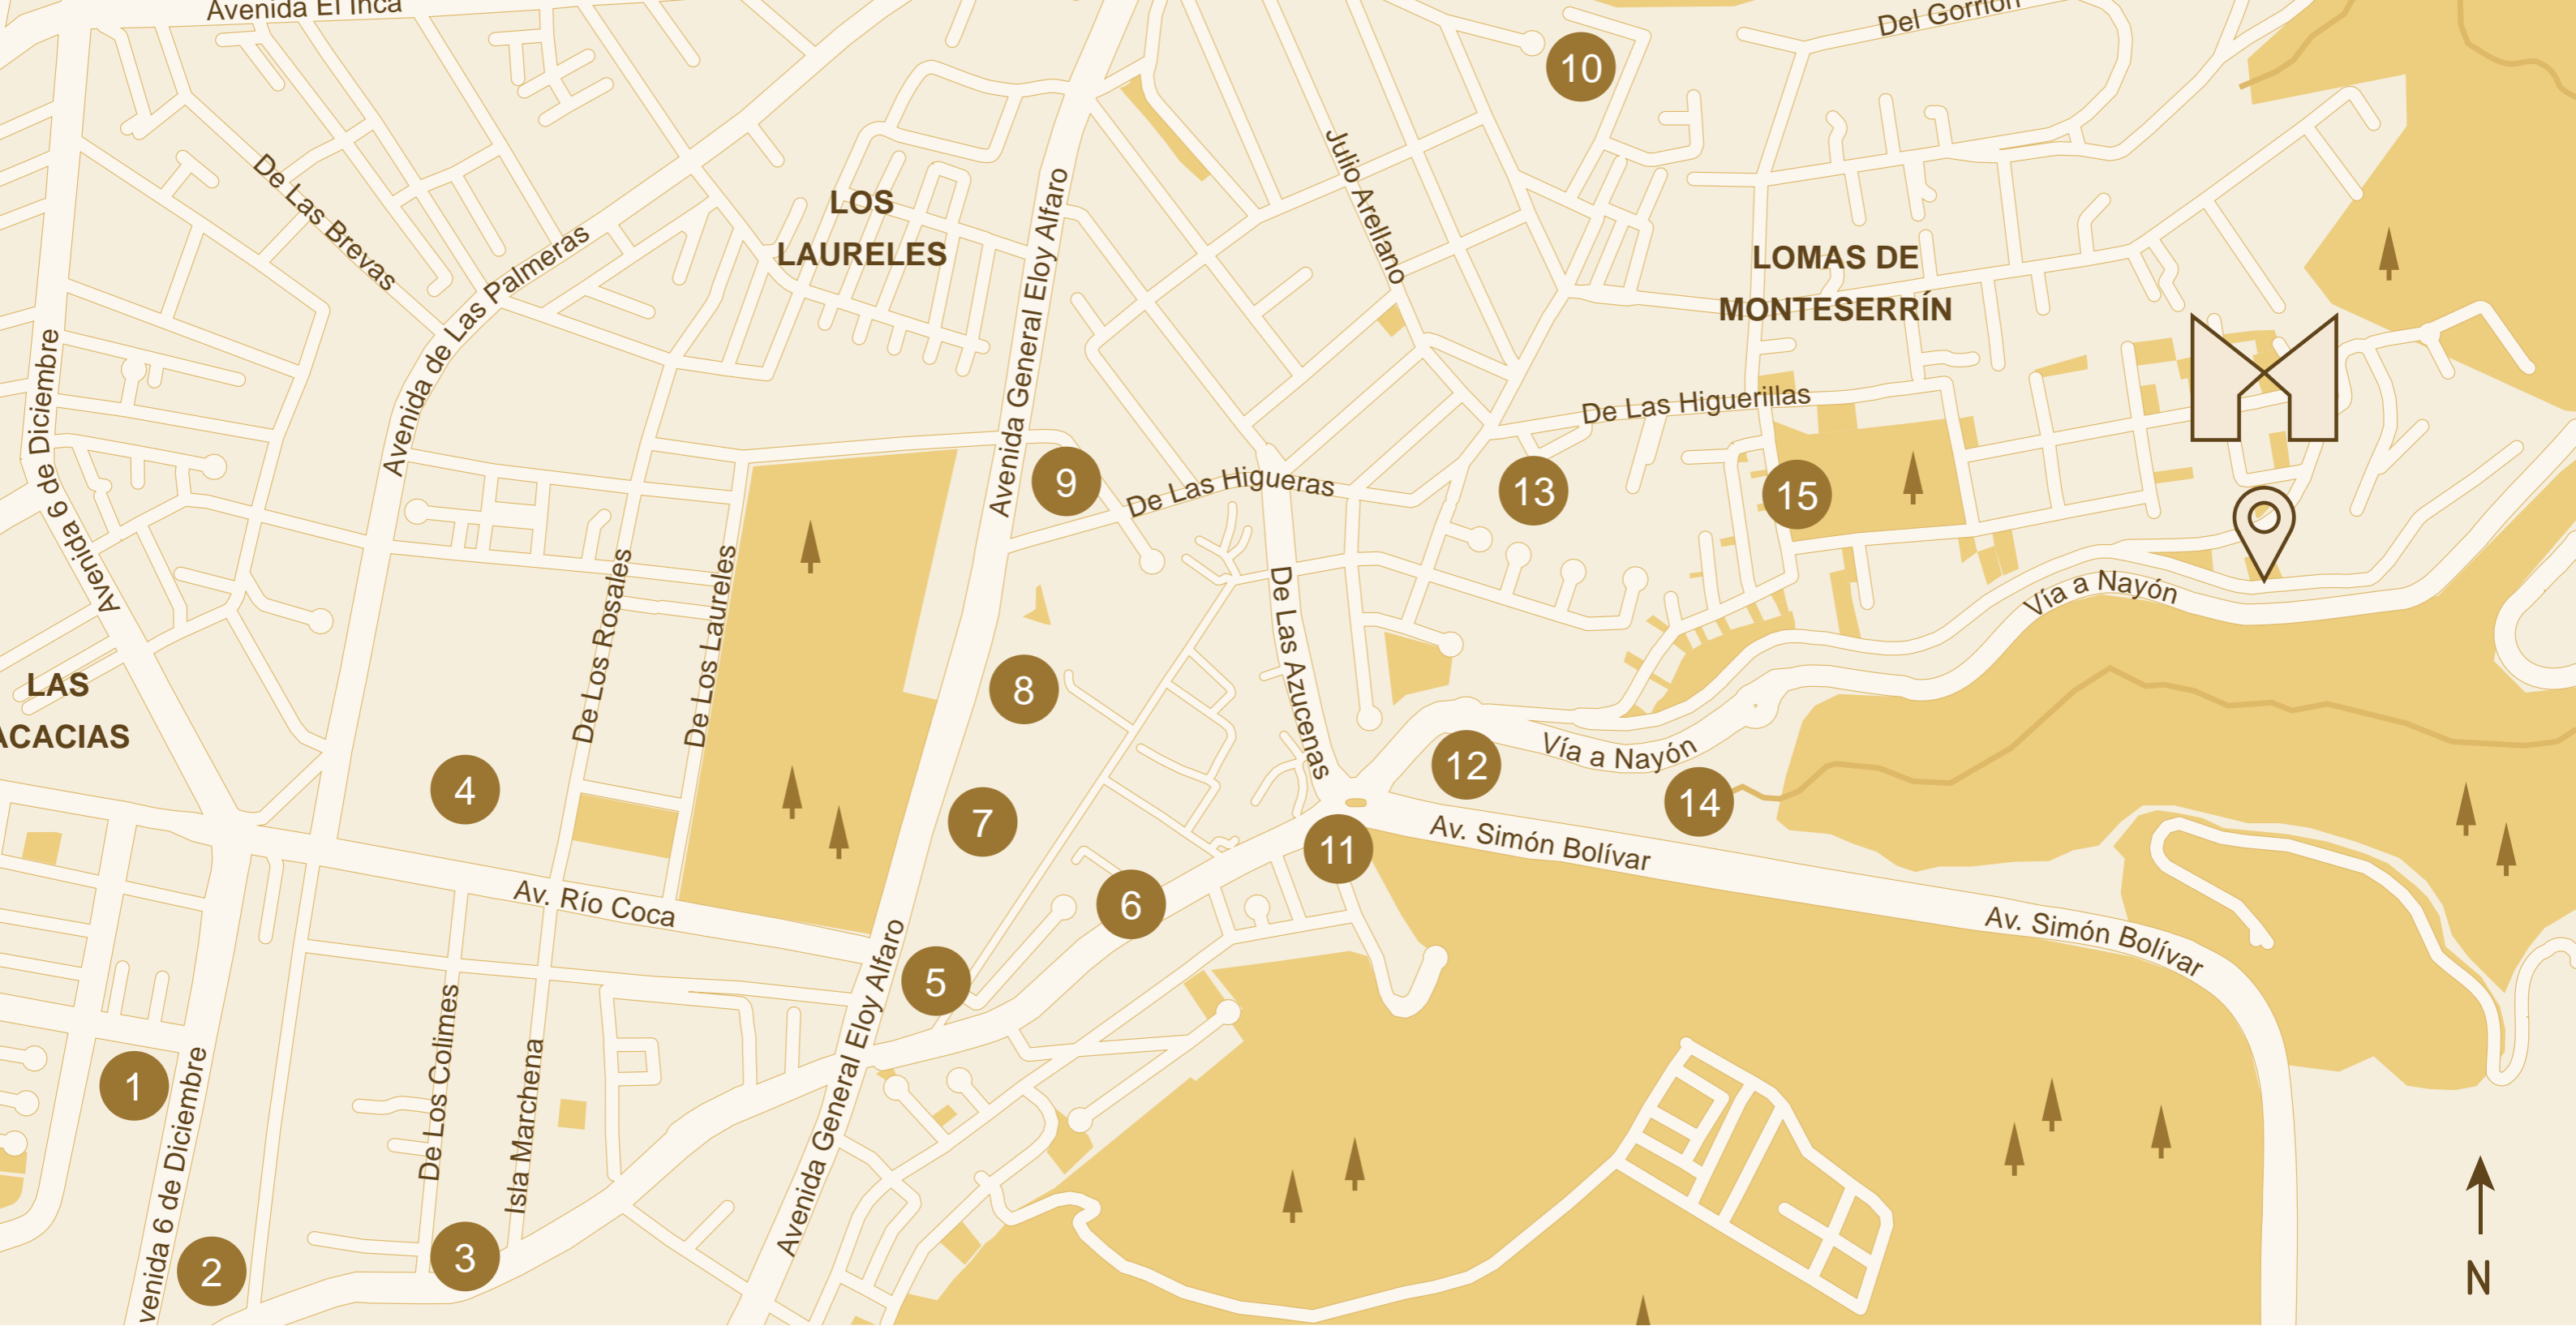 Avenida El Inca
Del Gorrión
10
De Las Brevas
Julio Arellano
LOS
LAURELES
Avenida General Eloy Alfaro
Avenida de Las Palmeras
LOMAS DE
MONTESERRÍN
Avenida 6 de Diciembre
De Las Higuerillas
9
De Las Higueras
13
15
Avenida 6 de Diciembre
De Los Rosales
De Los Laureles
De Las Azucenas
Vía a Nayón
LAS
ACACIAS
8
4
7
12
Vía a Nayón
14
11
Av. Simón Bolívar
Av. Río Coca
6
Av. Simón Bolívar
5
Avenida General Eloy Alfaro
De Los Colimes
Isla Marchena
1
venida 6 de Diciembre
2
3
N